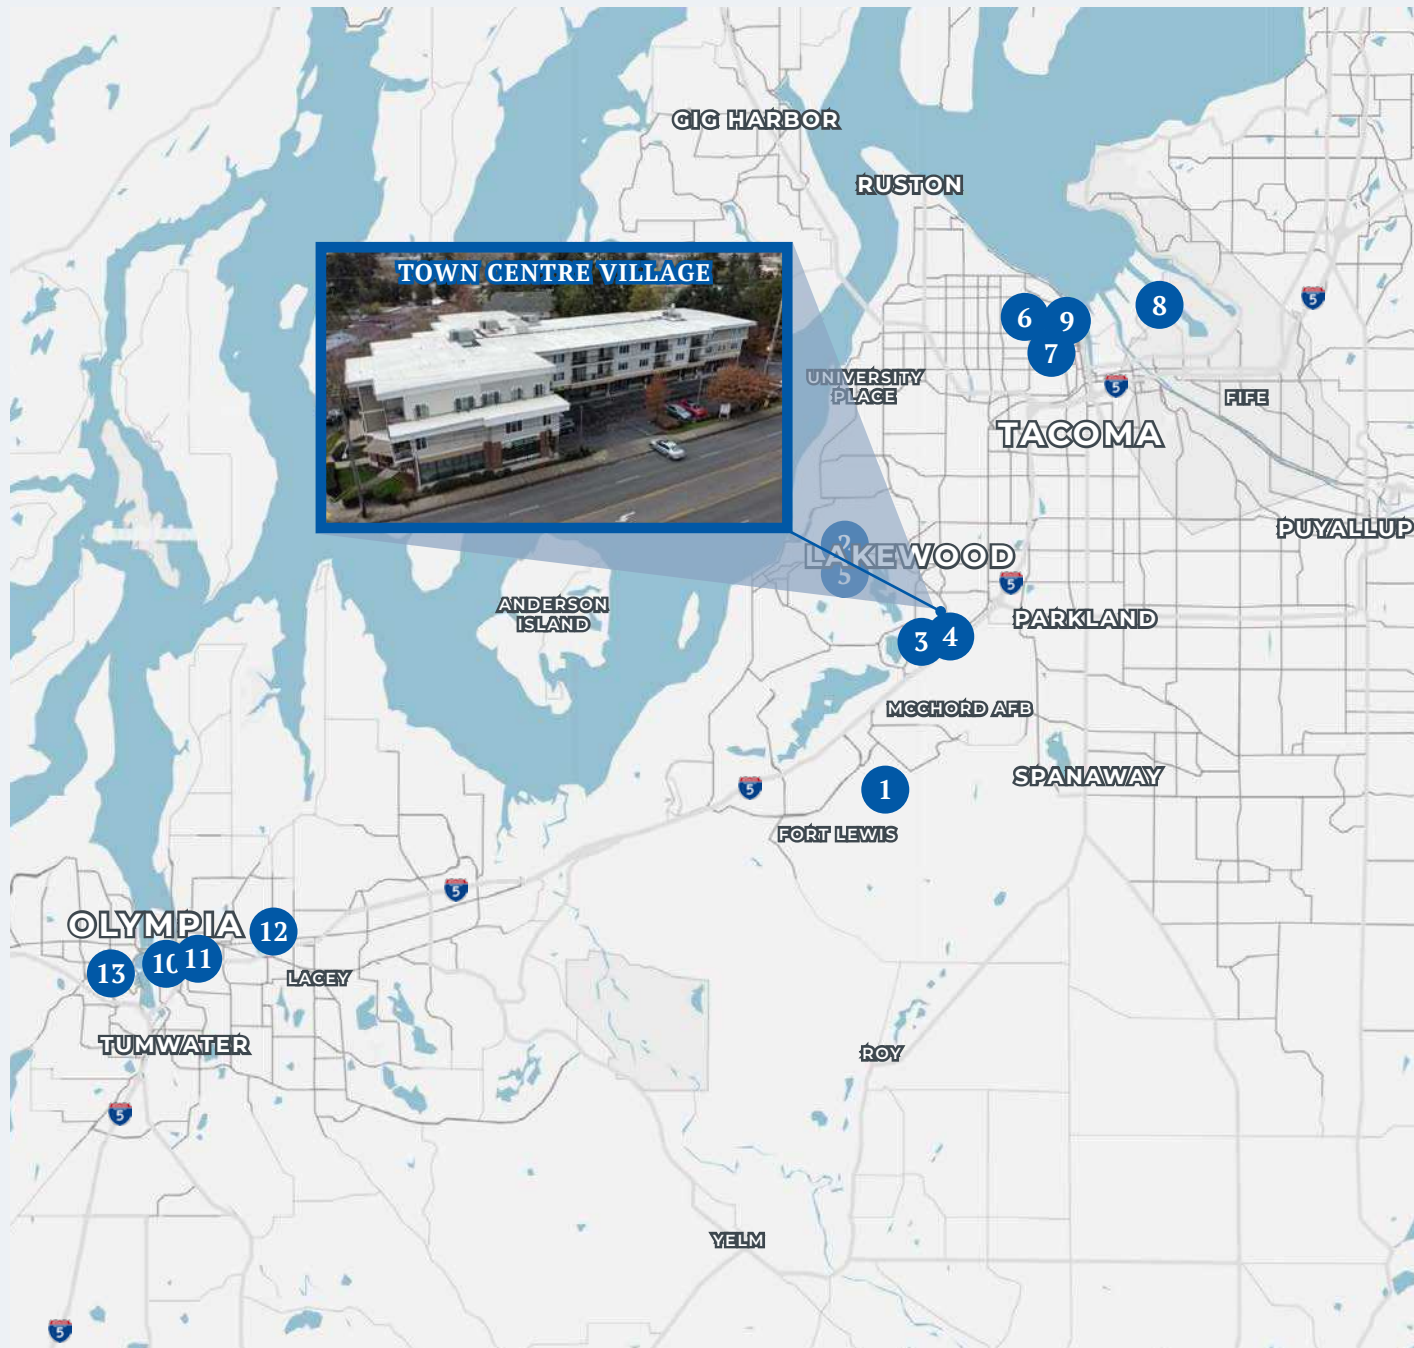 GIG HARBOR
RUSTON
TOWN CENTRE VILLAGE
5
8
6
9
7
UNIVERSITY
PLACE
5
FIFE
TACOMA
PUYALLUP
2
LAKEWOOD
5
5
ANDERSON
ISLAND
PARKLAND
3
4
MCCHORD AFB
SPANAWAY
5
1
FORT LEWIS
5
OLYMPIA
12
13
10
11
LACEY
TUMWATER
ROY
5
YELM
5